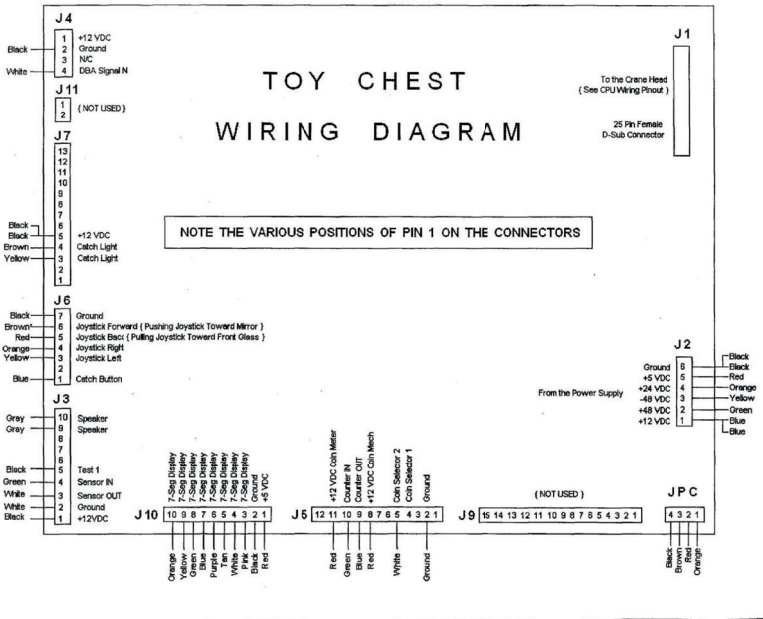 TOY CHEST
WIRING DIAGRAM
NOTE THE VARIOUS POSITIONS OF PIN 1 ON THE CONNECTORS
J4
1 +12 VDC
Black 2 Ground
3 N/C
White 4 DBA Signal N
J11
1
2
{ NOT USED }
J7
13
12
11
10
9
8
7
Black 6
Black 5 +12 VDC
Brown 4 Catch Light
Yellow 3 Catch Light
2
1
J6
Black 7 Ground
Brown 6 Joystick Forward { Pushing Joystick Toward Mirror }
Red 5 Joystick Back { Pulling Joystick Toward Front Glass }
Orange 4 Joystick Right
Yellow 3 Joystick Left
2
Blue 1 Catch Button
J3
Gray 10 Speaker
Gray 9 Speaker
8
7
6
Black 5 Test 1
Green 4 Sensor IN
White 3 Sensor OUT
White 2 Ground
Black 1 +12VDC
J1
To the Crane Head
{ See CPU Wiring Pinout }
25 Pin Female
D-Sub Connector
J2
From the Power Supply
Black
Ground 6 Black
+5 VDC 5 Red
+24 VDC 4 Orange
-48 VDC 3 Yellow
+48 VDC 2 Green
+12 VDC 1 Blue
Blue
7-Seg Display
7-Seg Display
7-Seg Display
7-Seg Display
7-Seg Display
7-Seg Display
7-Seg Display
7-Seg Display
Ground
+5 VDC
J10 10 9 8 7 6 5 4 3 2 1
Orange
Yellow
Green
Blue
Purple
Tan
White
Pink
Black
Red
+12 VDC Coin Meter
Counter IN
Counter OUT
+12 VDC Coin Mech
Coin Selecor 2
Coin Selector 1
Ground
J5 12 11 10 9 8 7 6 5 4 3 2 1
Red
Green
Blue
Red
White
Ground
{ NOT USED }
J9 15 14 13 12 11 10 9 8 7 6 5 4 3 2 1
JPC
4 3 2 1
Black
Brown
Red
Orange